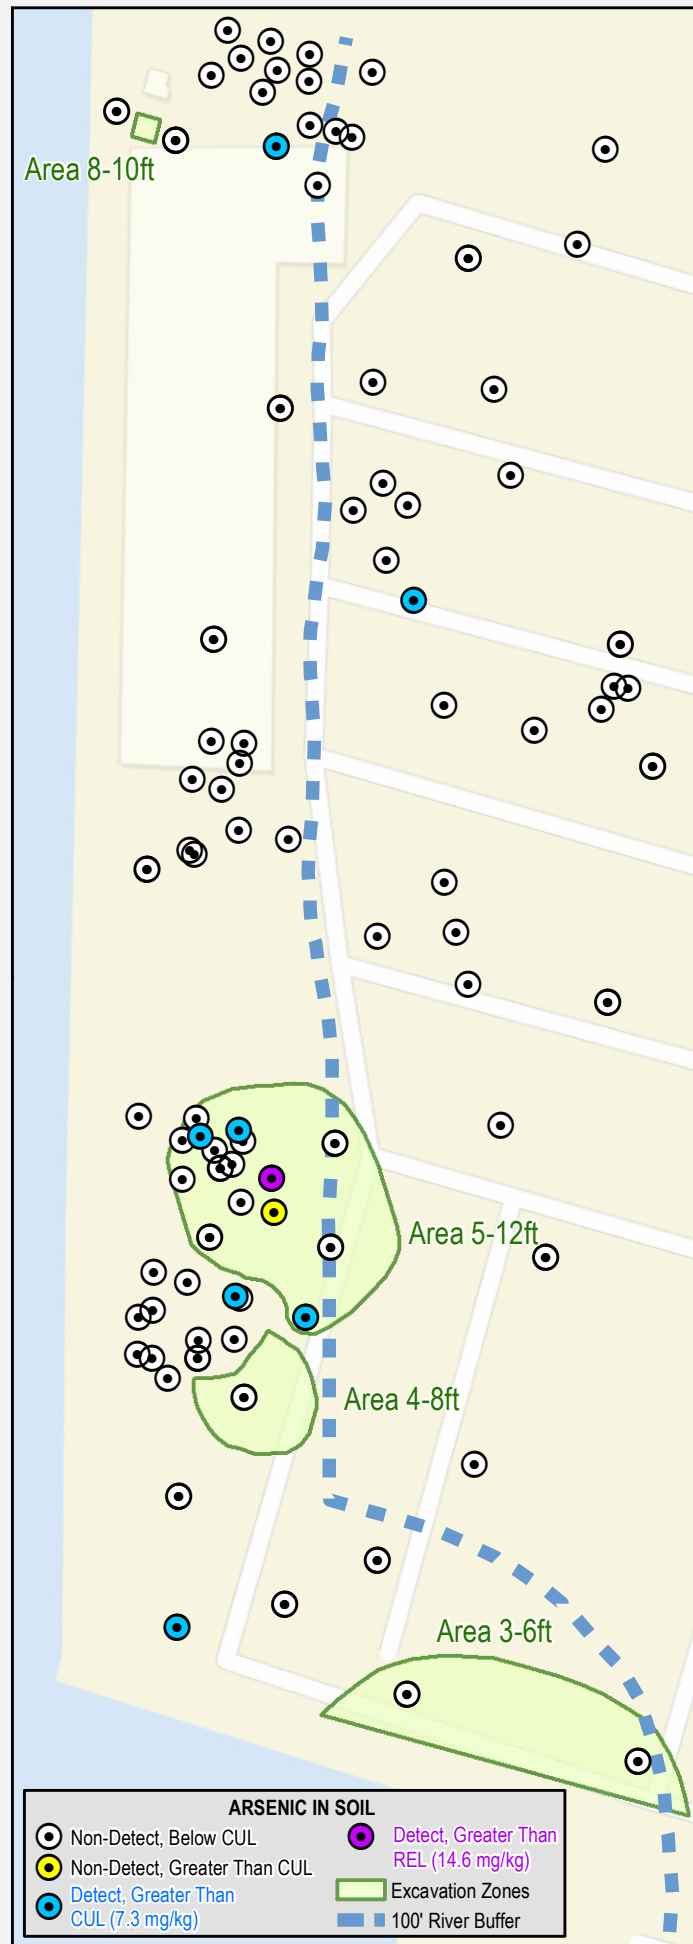 Area 8-10ft
Area 5-12ft
Area 4-8ft
Area 3-6ft
ARSENIC IN SOIL
Non-Detect, Below CUL
Non-Detect, Greater Than CUL
Detect, Greater Than
CUL (7.3 mg/kg)
Detect, Greater Than
REL (14.6 mg/kg)
Excavation Zones
100' River Buffer